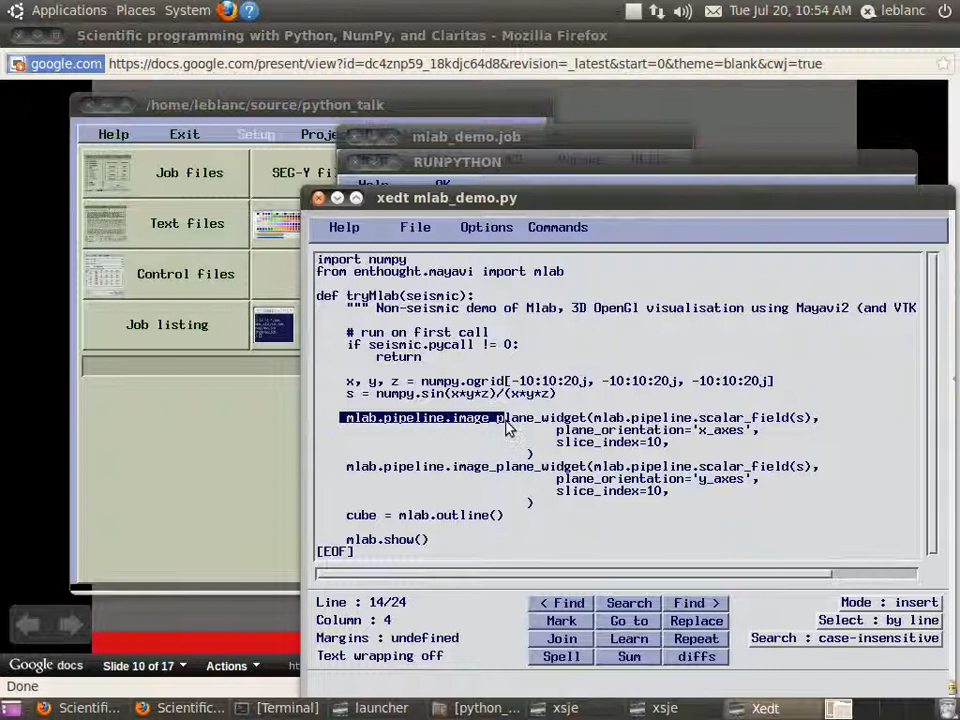 Applications Places System Tue Jul 20, 10:54 AM leblanc
Scientific programming with Python, NumPy, and Claritas - Mozilla Firefox
google.com https://docs.google.com/present/view?id=dc4znp59_18kdjc64d8&revision=_latest&start=0&theme=blank&cwj=true
/home/leblanc/source/python_talk
Help Exit Setup Proje
mlab_demo.job
RUNPYTHON
Job files SEG-Y fi
Text files
Control files
Job listing
Help OK
xedt mlab_demo.py
Help File Options Commands
import numpy
from enthought.mayavi import mlab
def tryMlab(seismic):
""" Non-seismic demo of Mlab, 3D OpenGl visualisation using Mayavi2 (and VTK
# run on first call
if seismic.pycall != 0:
return
x, y, z = numpy.ogrid[-10:10:20j, -10:10:20j, -10:10:20j]
s = numpy.sin(x*y*z)/(x*y*z)
mlab.pipeline.image_plane_widget(mlab.pipeline.scalar_field(s),
plane_orientation='x_axes',
slice_index=10,
)
mlab.pipeline.image_plane_widget(mlab.pipeline.scalar_field(s),
plane_orientation='y_axes',
slice_index=10,
)
cube = mlab.outline()
mlab.show()
[EOF]
Line : 14/24 < Find Search Find > Mode : insert
Column : 4 Mark Go to Replace Select : by line
Margins : undefined Join Learn Repeat Search : case-insensitive
Text wrapping off Spell Sum diffs
Google docs Slide 10 of 17 Actions
Done
Scientifi... Scientific... [Terminal] launcher [python_... xsje xsje Xedt